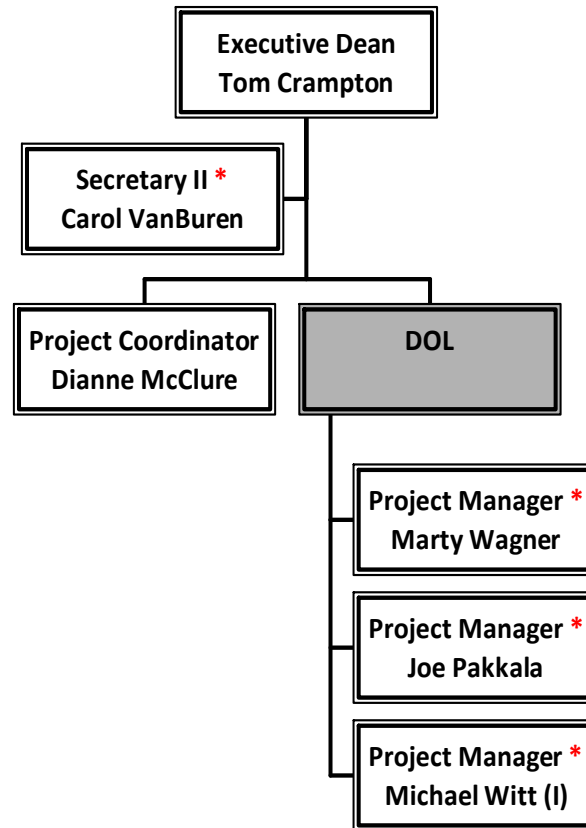 Executive Dean
Tom Crampton
Secretary II *
Carol VanBuren
Project Coordinator
Dianne McClure
DOL
Project Manager *
Marty Wagner
Project Manager *
Joe Pakkala
Project Manager *
Michael Witt (I)